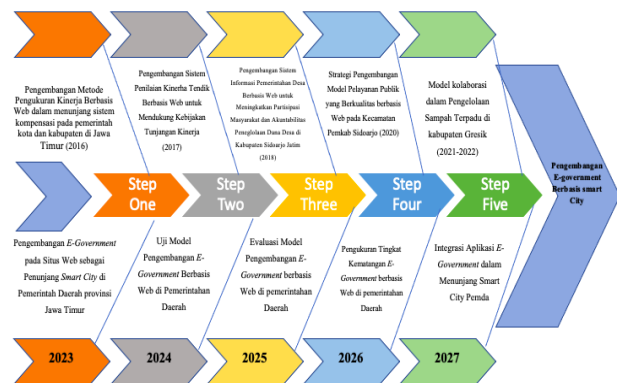 Pengembangan Metode
Pengukuran Kinerja Berbasis
Web dalam menunjang sistem
kompensasi pada pemerintah
kota dan kabupaten di Jawa
Timur (2016)
Pengembangan Sistem
Penilaian Kinerha Tendik
Berbasis Web untuk
Mendukung Kebijakan
Tunjangan Kinerja
(2017)
Pengembangan Sistem
Informasi Pemerintahan Desa
Berbasis Web untuk
Meningkatkan Partisipasi
Masyarakat dan Akuntabilitas
Penegelolaan Dana Desa di
Kabupaten Sidoarjo Jatim
(2018)
Strategi Pengembangan
Model Pelayanan Publik
yang Berkualitas berbasis
web Pada Kecamatan
Pemkab Sidoarjo (2020)
Model kolaborasi
dalam Pengelolaan
Sampah Terpadu di
kabupaten Gresik
(2021-2022)
Pengembangan
E-government
Berbasis smart
City
Step
One
Step
Two
Step
Three
Step
Four
Step
Five
Pengembangan E-Government
pada Situs Web sebagai
Penunjang Smart City di
Pemerintah Daerah provinsi
Jawa Timur
Uji Model
Pengembangan E-
Government Berbasis
Web di Pemerintahan
Daerah
Evaluasi Model
Pengembangan E-
Government berbasis
Web di pemerintahan
Daerah
Pengukuran Tingkat
Kematangan E-
Government berbasis
Web di pemerintahan
Daerah
Integrasi Aplikasi E-
Government dalam
Menunjang Smart
City Pemda
2023
2024
2025
2026
2027